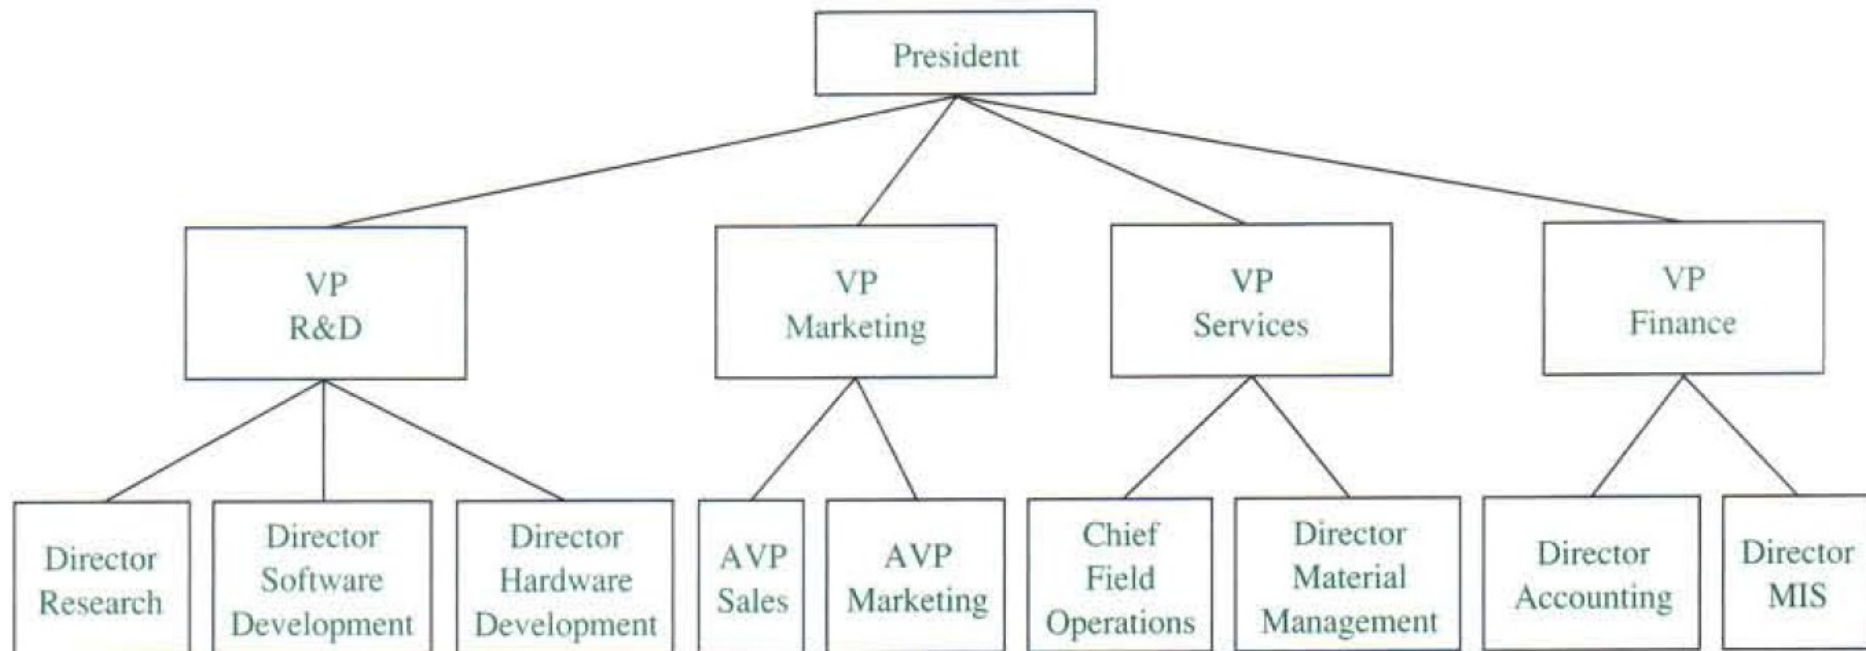 President
VP
R&D
VP
Marketing
VP
Services
VP
Finance
Director
Research
Director
Software
Development
Director
Hardware
Development
AVP
Sales
AVP
Marketing
Chief
Field
Operations
Director
Material
Management
Director
Accounting
Director
MIS